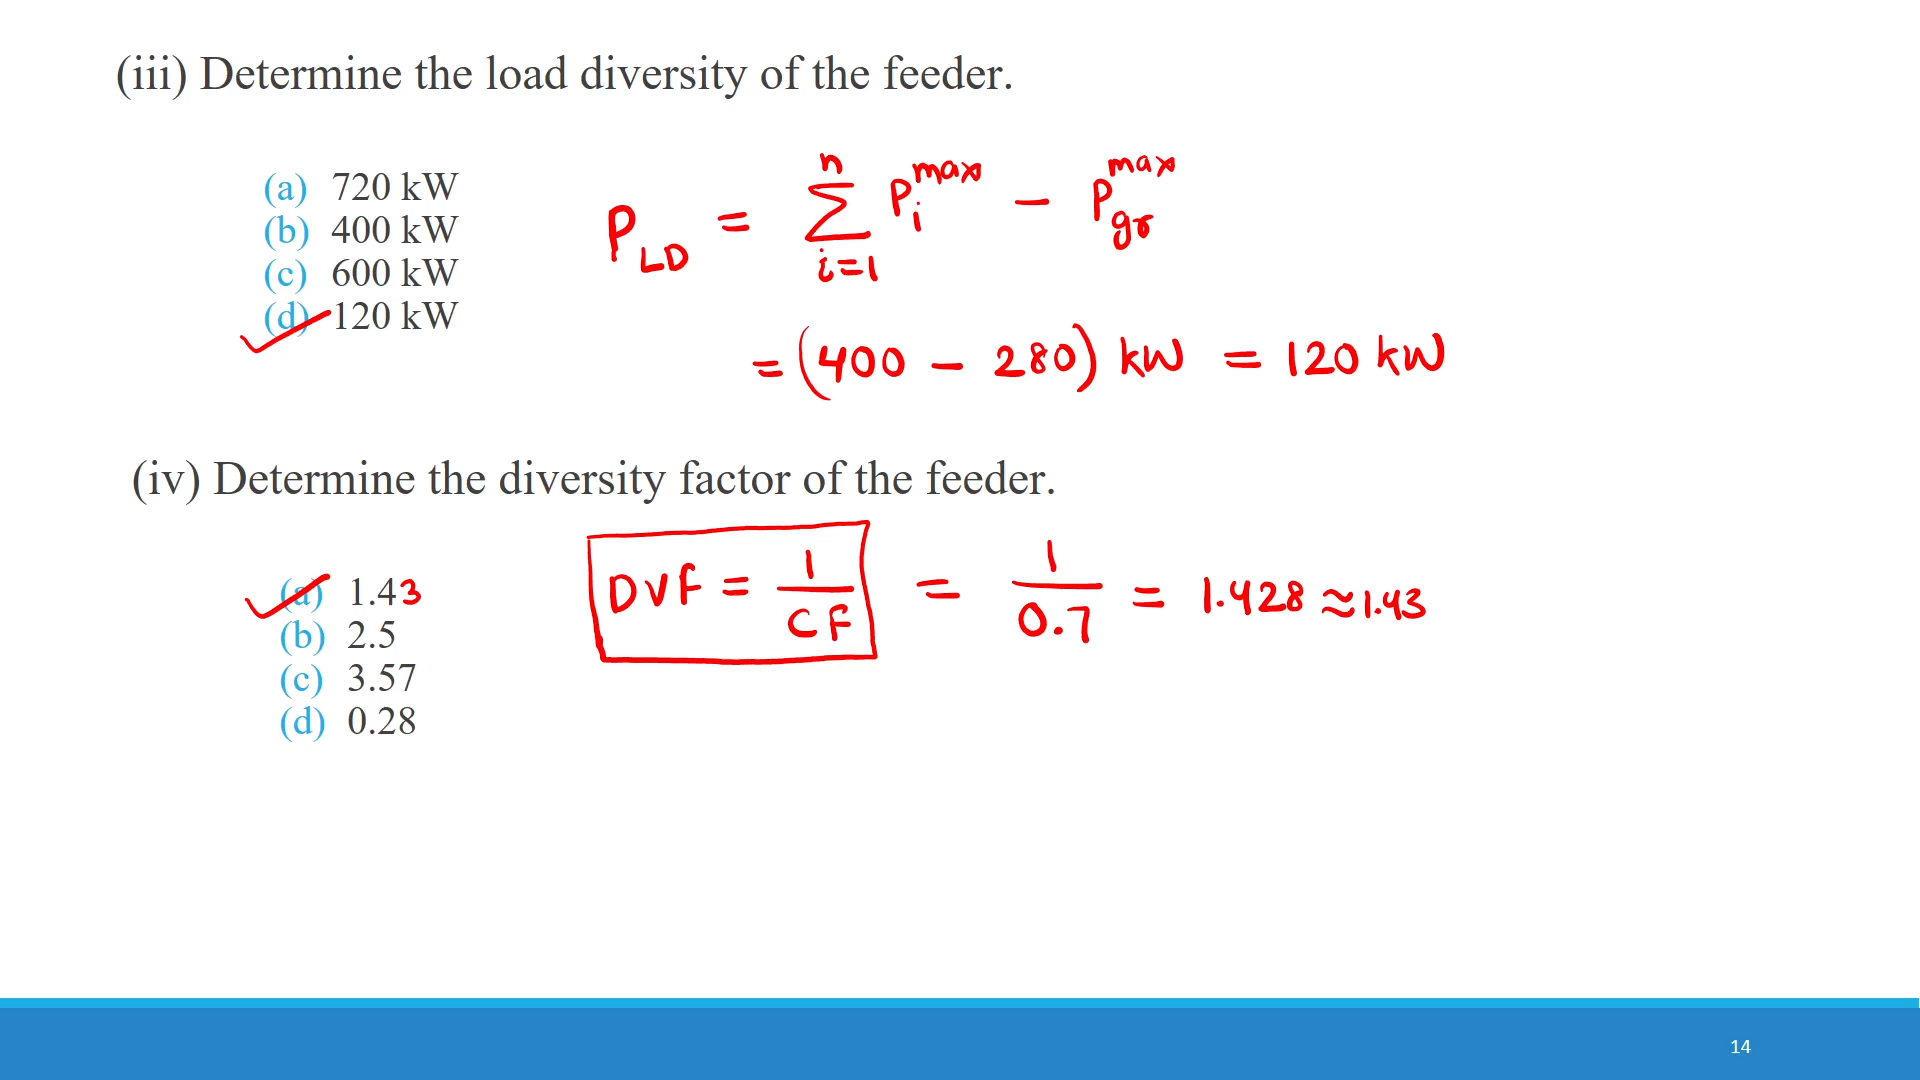 (iii) Determine the load diversity of the feeder.
(a) 720 kW
(b) 400 kW
(c) 600 kW
(d) 120 kW
P_LD = ∑_{i=1}^{n} P_i^max − P_gr^max
= (400 − 280) kW = 120 kW
(iv) Determine the diversity factor of the feeder.
(a) 1.43
(b) 2.5
(c) 3.57
(d) 0.28
DVF = 1/CF = 1/0.7 = 1.428 ≈ 1.43
14